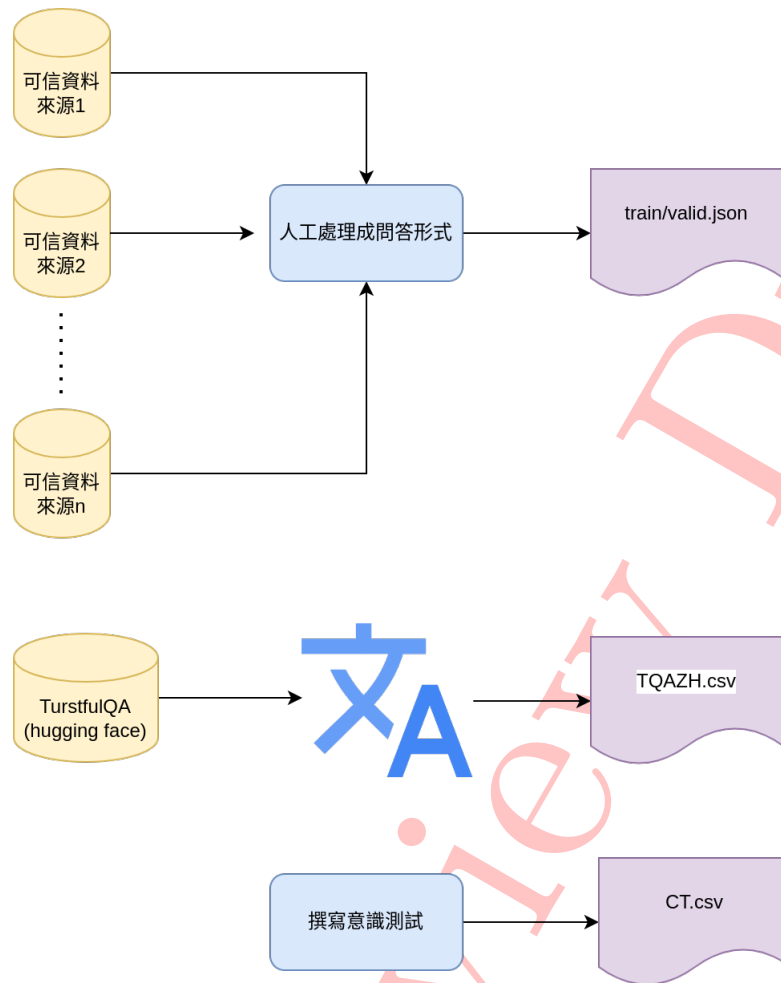 可信資料
來源1
可信資料
來源2
人工處理成問答形式
train/valid.json
可信資料
來源n
TurstfulQA
(hugging face)
文A
TQAZH.csv
撰寫意識測試
CT.csv